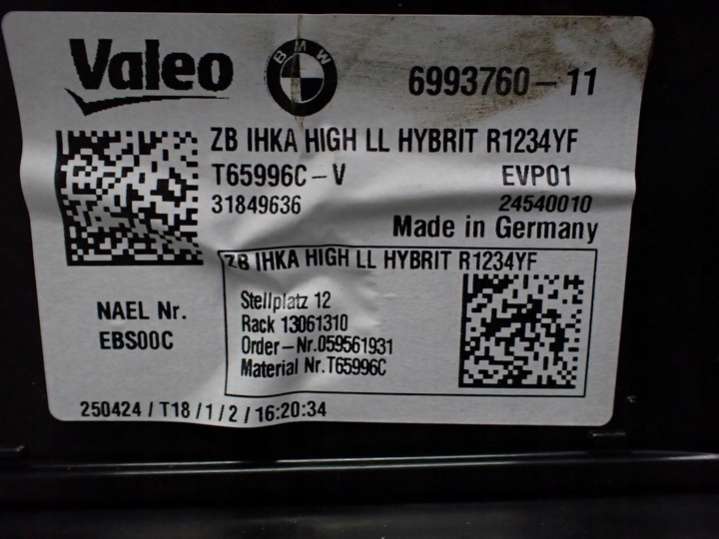 Valeo BMW 6993760-11
ZB IHKA HIGH LL HYBRIT R1234YF
T65996C-V EVP01
31849636 24540010
Made in Germany
ZB IHKA HIGH LL HYBRIT R1234YF
NAEL Nr.
EBS00C
Stellplatz 12
Rack 13061310
Order-Nr.059561931
Material Nr.T65996C
250424/T18/1/2/16:20:34